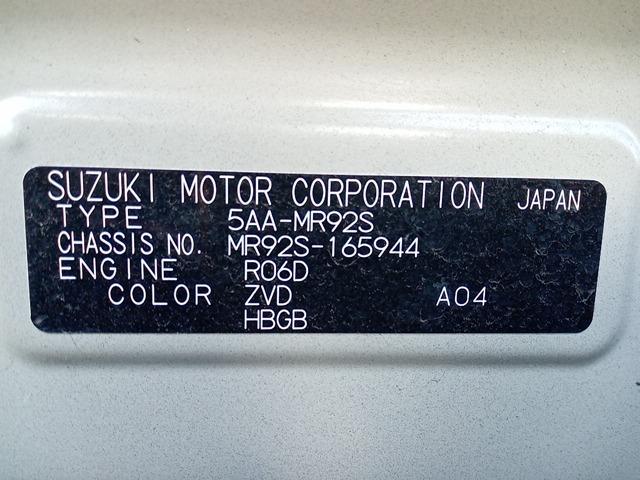 SUZUKI MOTOR CORPORATION JAPAN
TYPE 5AA-MR92S
CHASSIS NO. MR92S-165944
ENGINE R06D
COLOR ZVD A04
HBGB